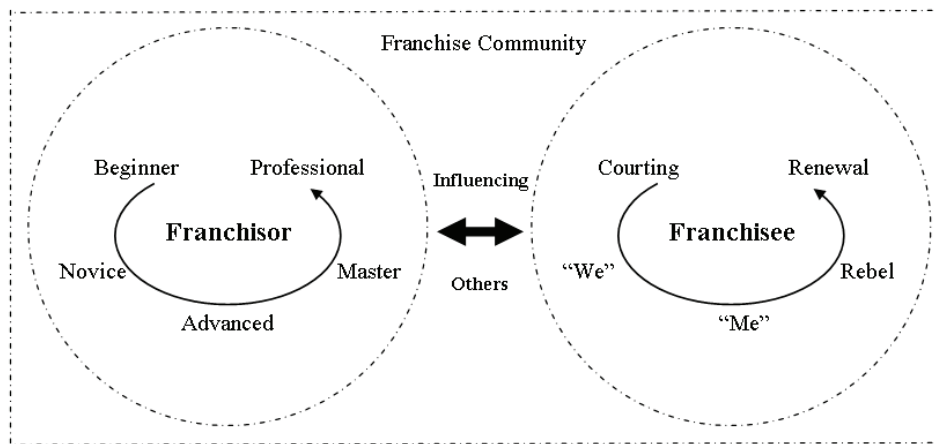 Franchise Community
Beginner
Professional
Franchisor
Novice
Master
Advanced
Influencing
Others
Courting
Renewal
Franchisee
“We”
Rebel
“Me”